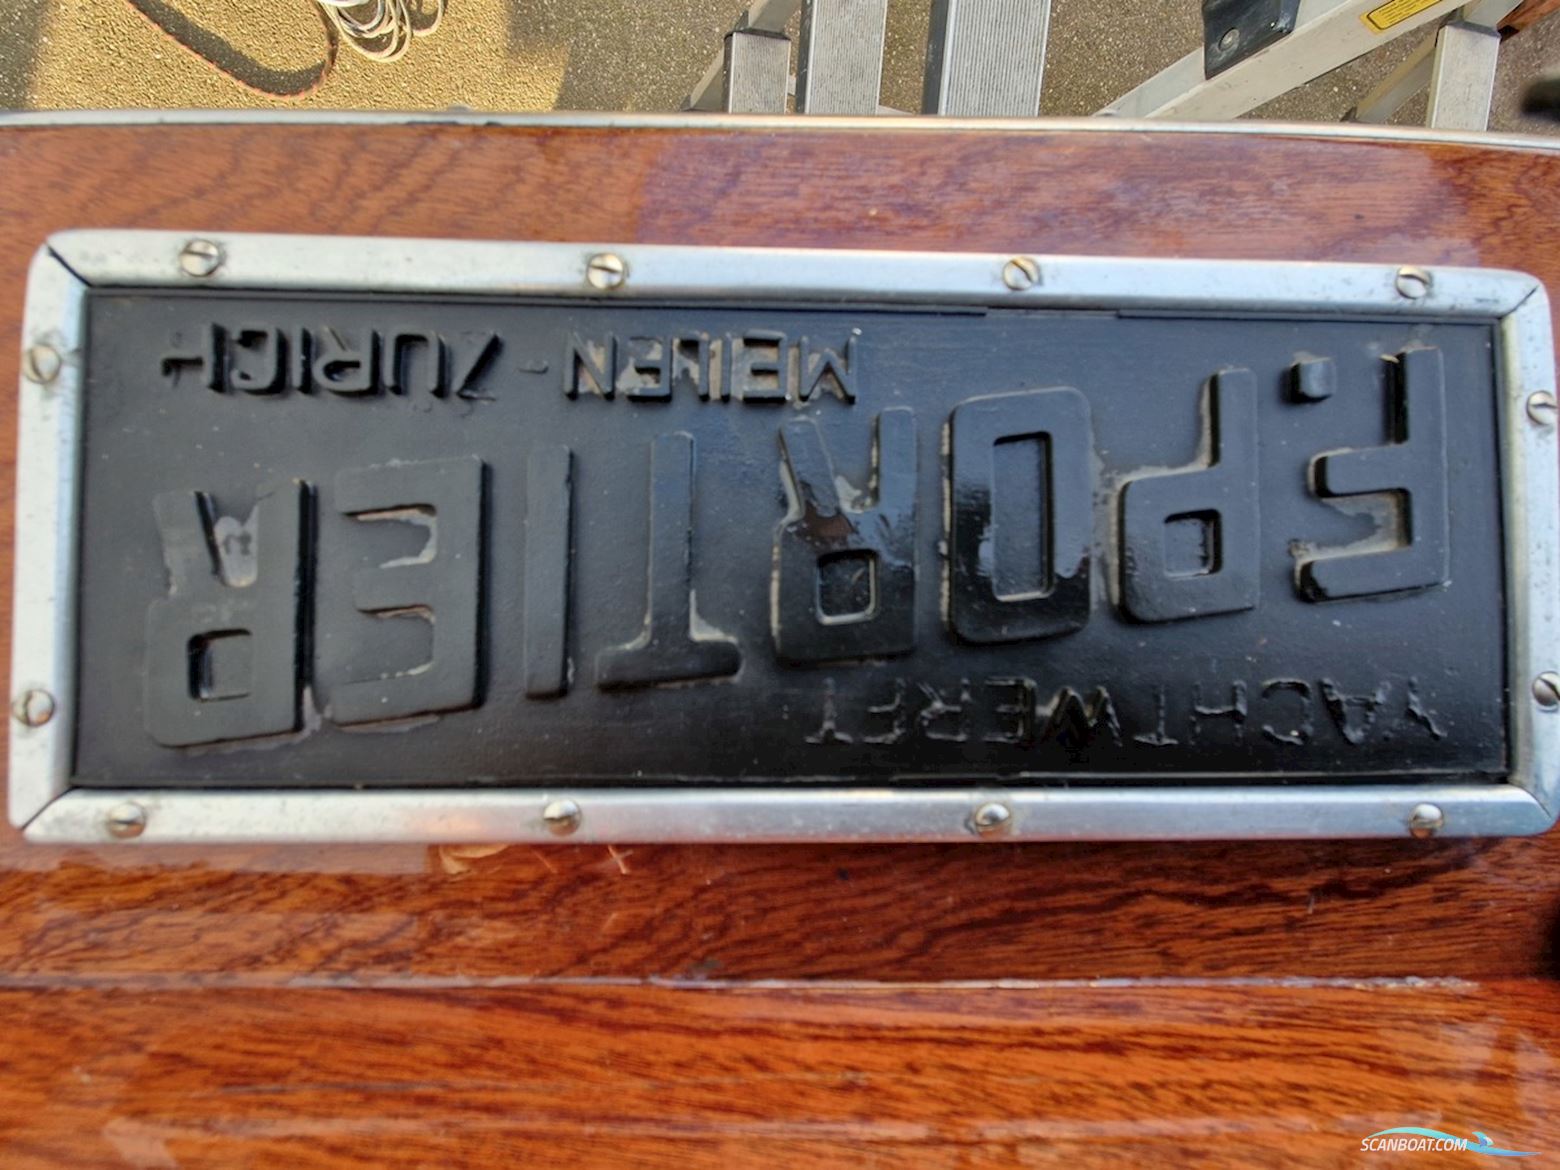 YACHTWERFT
F.PORTIER
MEILEN - ZURICH
SCANBOAT.COM